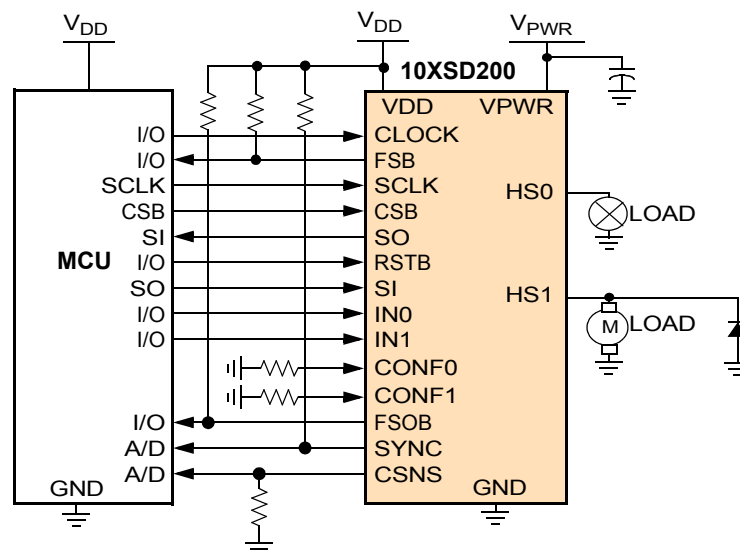 VDD
VDD
VPWR
10XSD200
VDD
VPWR
I/O
CLOCK
I/O
FSB
SCLK
SCLK
HS0
LOAD
CSB
CSB
SI
SO
MCU
I/O
RSTB
SO
SI
HS1
I/O
IN0
M
LOAD
I/O
IN1
CONF0
CONF1
I/O
FSOB
A/D
SYNC
A/D
CSNS
GND
GND